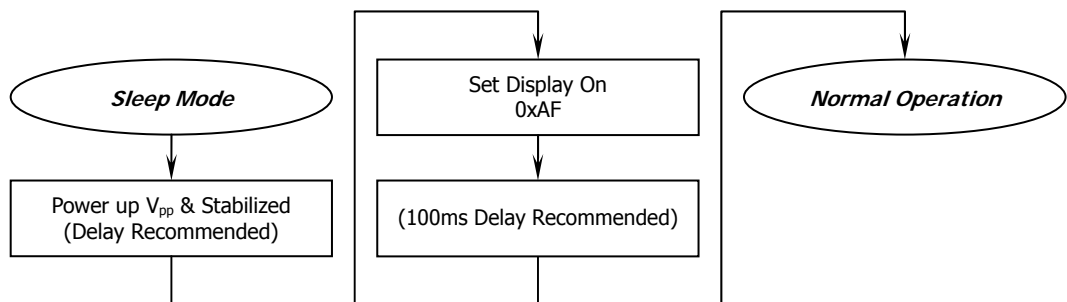 Sleep Mode
Power up Vpp & Stabilized
(Delay Recommended)
Set Display On
0xAF
(100ms Delay Recommended)
Normal Operation